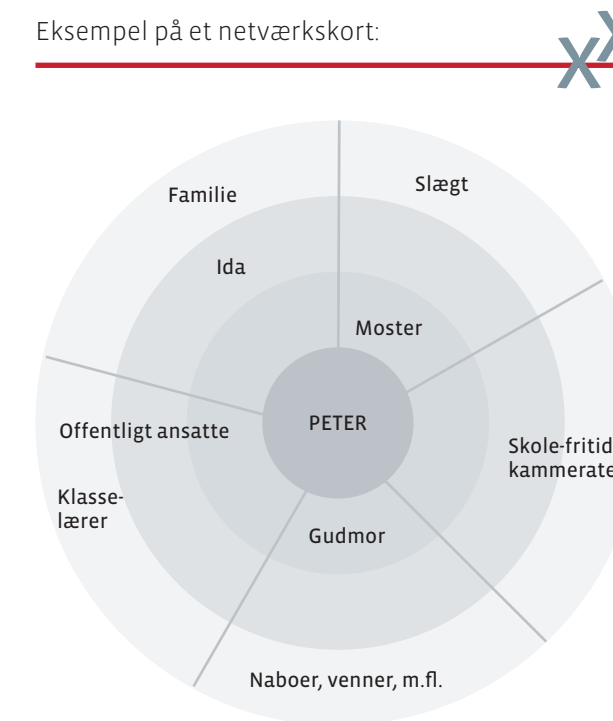 Eksempel på et netværkskort:
Familie
Slægt
Ida
Moster
PETER
Offentligt ansatte
Klasse-
lærer
Skole-fritid
kammerate
Gudmor
Naboer, venner, m.fl.